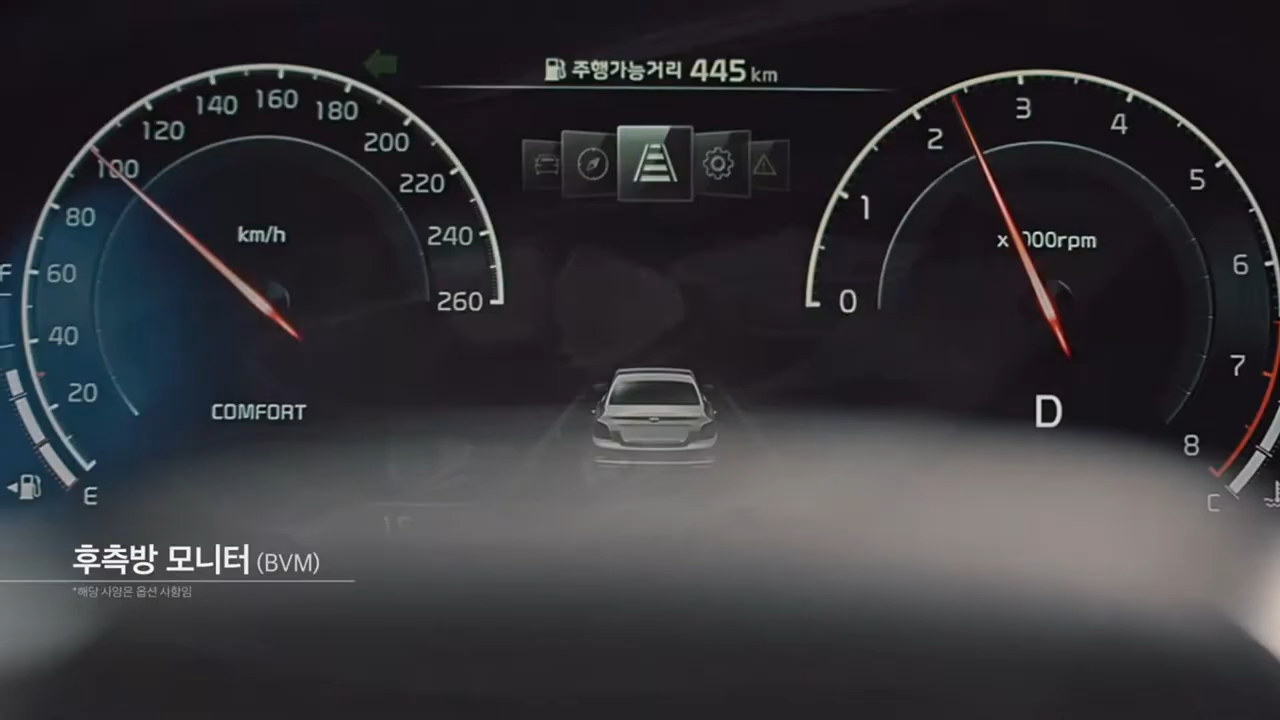 주행가능거리 445 km
140 160 180
120 200
100 220
80 240
60 260
40
20
km/h
COMFORT
F
E
3
2 4
1 5
0 6
7
8
x1000rpm
D
C
후측방 모니터 (BVM)
*해당 사양은 옵션 사항임